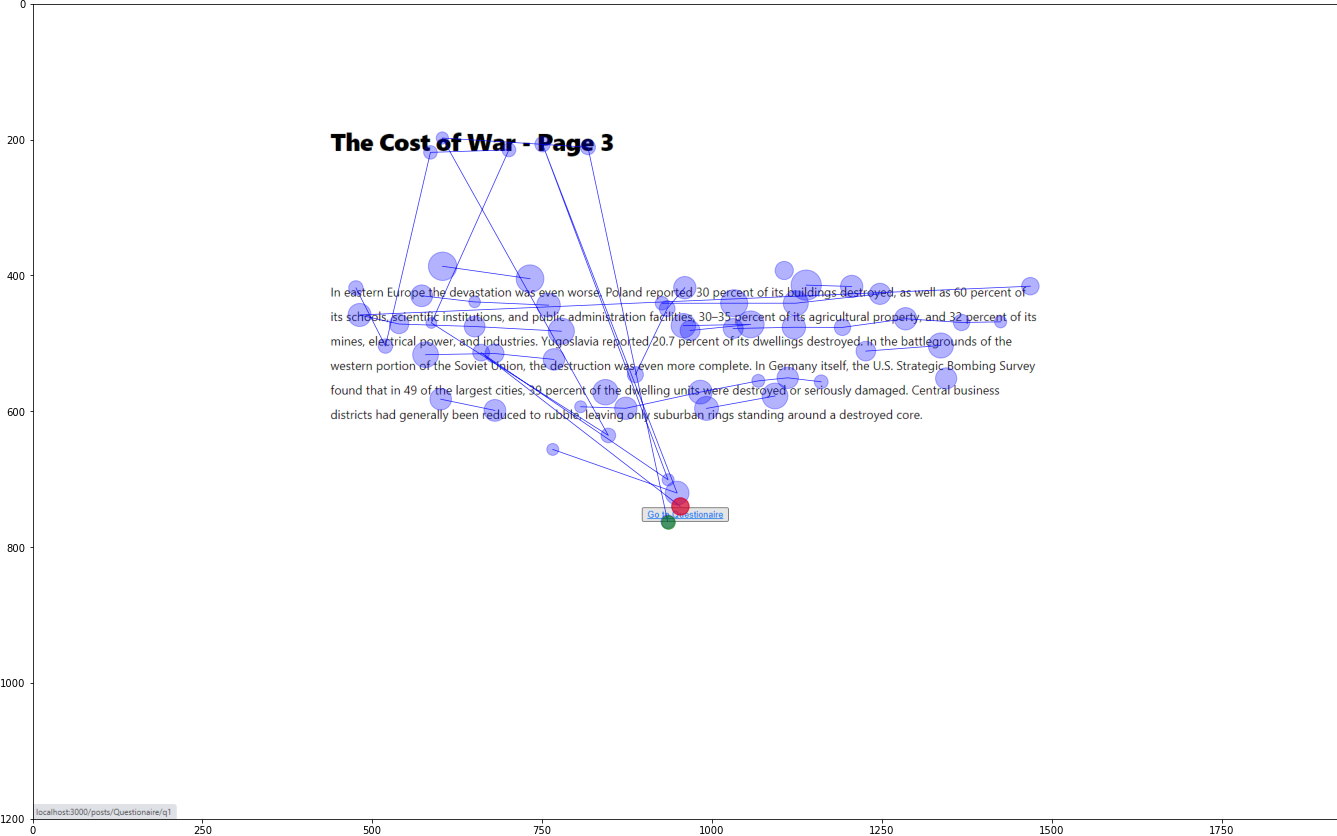 0
200
The Cost of War - Page 3
400
In eastern Europe the devastation was even worse. Poland reported 30 percent of its buildings destroyed, as well as 60 percent of
its schools, scientific institutions, and public administration facilities, 30–35 percent of its agricultural property, and 32 percent of its
mines, electrical power, and industries. Yugoslavia reported 20.7 percent of its dwellings destroyed. In the battlegrounds of the
western portion of the Soviet Union, the destruction was even more complete. In Germany itself, the U.S. Strategic Bombing Survey
found that in 49 of the largest cities, 39 percent of the dwelling units were destroyed or seriously damaged. Central business
600
districts had generally been reduced to rubble, leaving only suburban rings standing around a destroyed core.
Go to Questionaire
800
1000
localhost:3000/posts/Questionaire/q1
1200
0 250 500 750 1000 1250 1500 1750